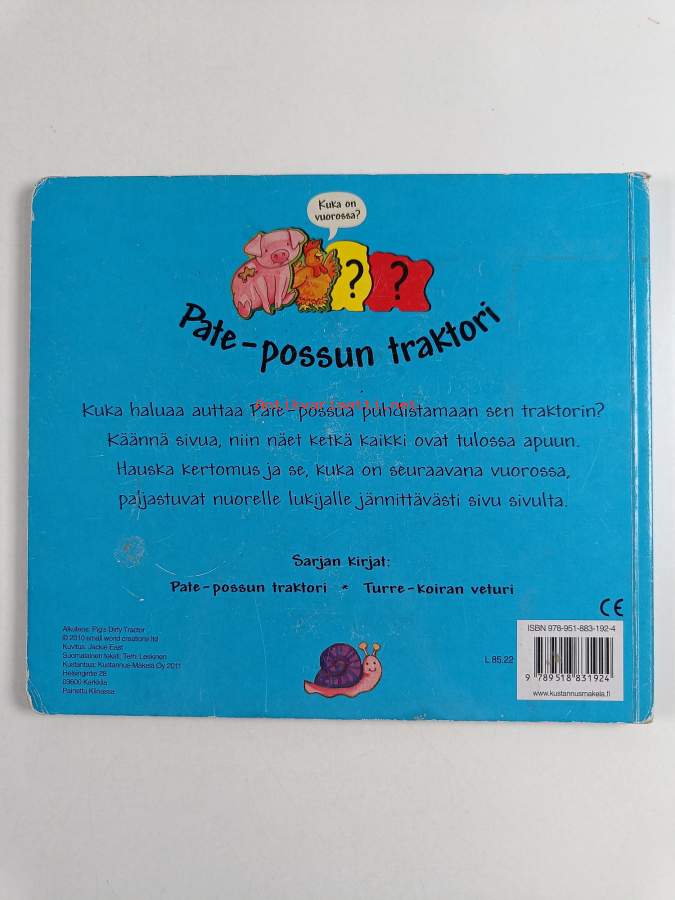 Kuka on
vuorossa?
? ?
Pate-possun traktori
Antikvariaatti.net
Kuka haluaa auttaa Pate-possua puhdistamaan sen traktorin?
Käännä sivua, niin näet ketkä kaikki ovat tulossa apuun.
Hauska kertomus ja se, kuka on seuraavana vuorossa,
paljastuvat nuorelle lukijalle jännittävästi sivu sivulta.
Sarjan kirjat:
Pate-possun traktori * Turre-koiran veturi
CE
Alkuteos: Pig's Dirty Tractor
© 2010 small world creations ltd
Kuvitus: Jackie East
Suomalainen teksti: Terhi Leskinen
Kustantaja: Kustannus-Mäkelä Oy 2011
Helsingintie 28
03600 Karkkila
Painettu Kiinassa
L 85.22
ISBN 978-951-883-192-4
9 789518 831924
www.kustannusmakela.fi